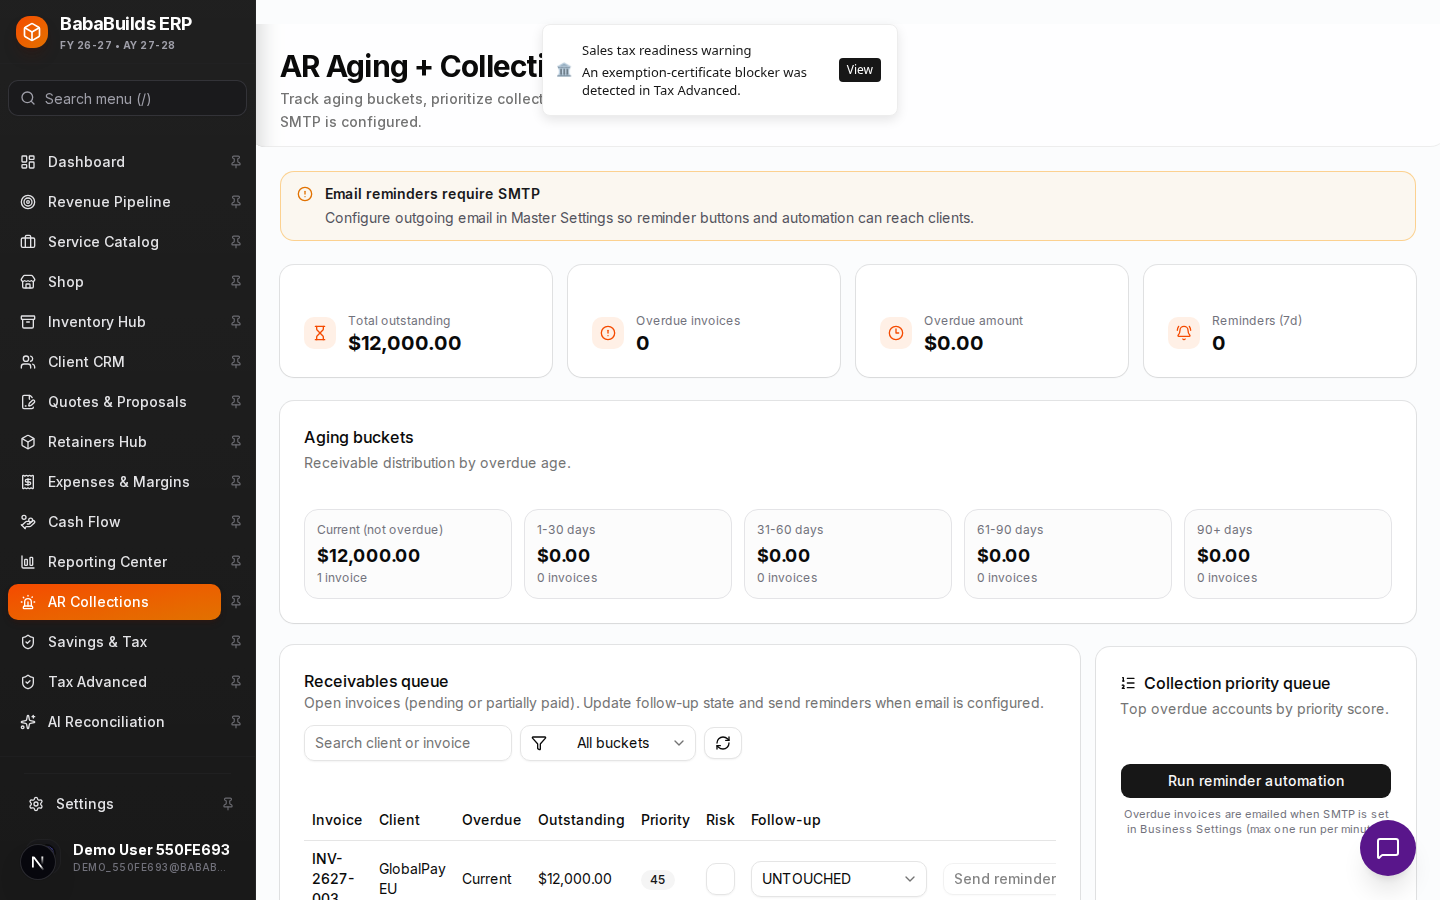 BabaBuilds ERP
FY 26-27 • AY 27-28
Search menu (/)
Dashboard
Revenue Pipeline
Service Catalog
Shop
Inventory Hub
Client CRM
Quotes & Proposals
Retainers Hub
Expenses & Margins
Cash Flow
Reporting Center
AR Collections
Savings & Tax
Tax Advanced
AI Reconciliation
Settings
Demo User 550FE693
DEMO_550FE693@BABAB...
AR Aging + Collecti
Track aging buckets, prioritize collect
SMTP is configured.
Sales tax readiness warning
An exemption-certificate blocker was
detected in Tax Advanced.
View
Email reminders require SMTP
Configure outgoing email in Master Settings so reminder buttons and automation can reach clients.
Total outstanding
$12,000.00
Overdue invoices
0
Overdue amount
$0.00
Reminders (7d)
0
Aging buckets
Receivable distribution by overdue age.
Current (not overdue)
$12,000.00
1 invoice
1-30 days
$0.00
0 invoices
31-60 days
$0.00
0 invoices
61-90 days
$0.00
0 invoices
90+ days
$0.00
0 invoices
Receivables queue
Open invoices (pending or partially paid). Update follow-up state and send reminders when email is configured.
Search client or invoice
All buckets
Invoice Client Overdue Outstanding Priority Risk Follow-up
INV-
2627-
003
GlobalPay
EU
Current
$12,000.00
45
UNTOUCHED
Send reminder
Collection priority queue
Top overdue accounts by priority score.
Run reminder automation
Overdue invoices are emailed when SMTP is set
in Business Settings (max one run per